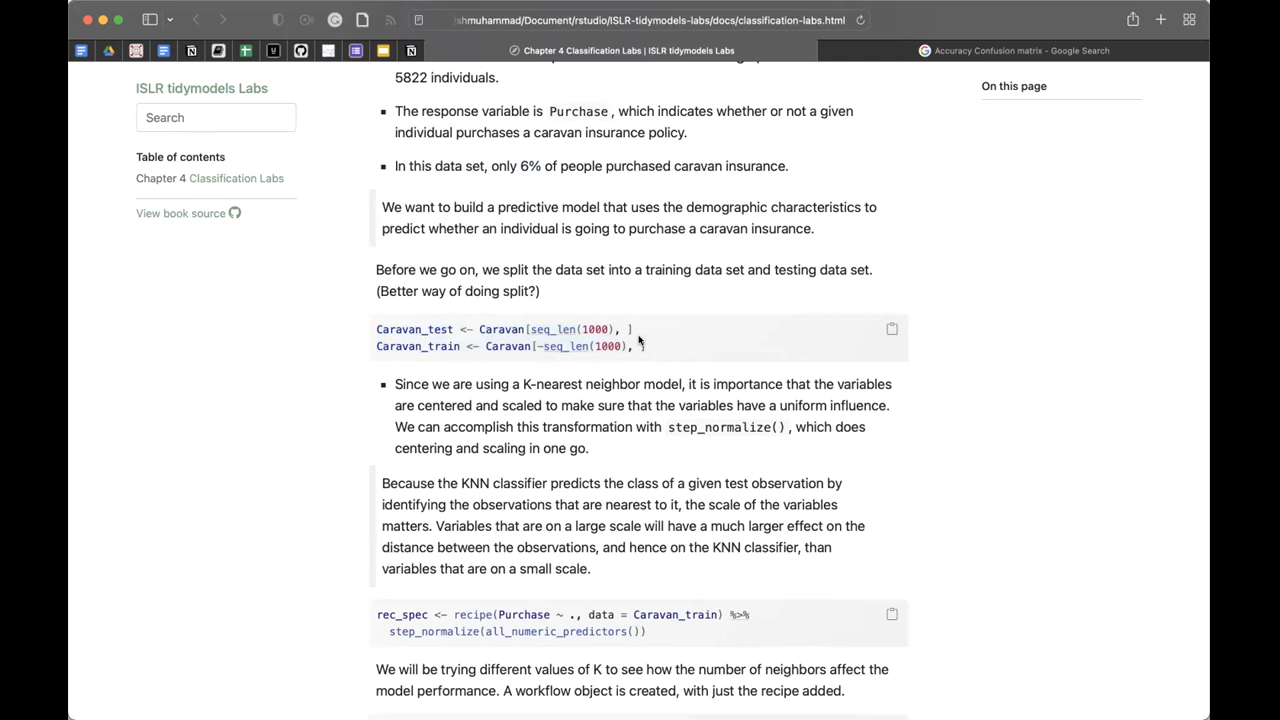 /shmuhammad/Document/rstudio/ISLR-tidymodels-labs/docs/classification-labs.html
Chapter 4 Classification Labs | ISLR tidymodels Labs
Accuracy Confusion matrix - Google Search
ISLR tidymodels Labs
Search
Table of contents
Chapter 4 Classification Labs
View book source
5822 individuals.
The response variable is Purchase, which indicates whether or not a given
individual purchases a caravan insurance policy.
In this data set, only 6% of people purchased caravan insurance.
We want to build a predictive model that uses the demographic characteristics to
predict whether an individual is going to purchase a caravan insurance.
Before we go on, we split the data set into a training data set and testing data set.
(Better way of doing split?)
Caravan_test <- Caravan[seq_len(1000), ]
Caravan_train <- Caravan[-seq_len(1000), ]
Since we are using a K-nearest neighbor model, it is importance that the variables
are centered and scaled to make sure that the variables have a uniform influence.
We can accomplish this transformation with step_normalize(), which does
centering and scaling in one go.
Because the KNN classifier predicts the class of a given test observation by
identifying the observations that are nearest to it, the scale of the variables
matters. Variables that are on a large scale will have a much larger effect on the
distance between the observations, and hence on the KNN classifier, than
variables that are on a small scale.
rec_spec <- recipe(Purchase ~ ., data = Caravan_train) %>%
step_normalize(all_numeric_predictors())
We will be trying different values of K to see how the number of neighbors affect the
model performance. A workflow object is created, with just the recipe added.
On this page